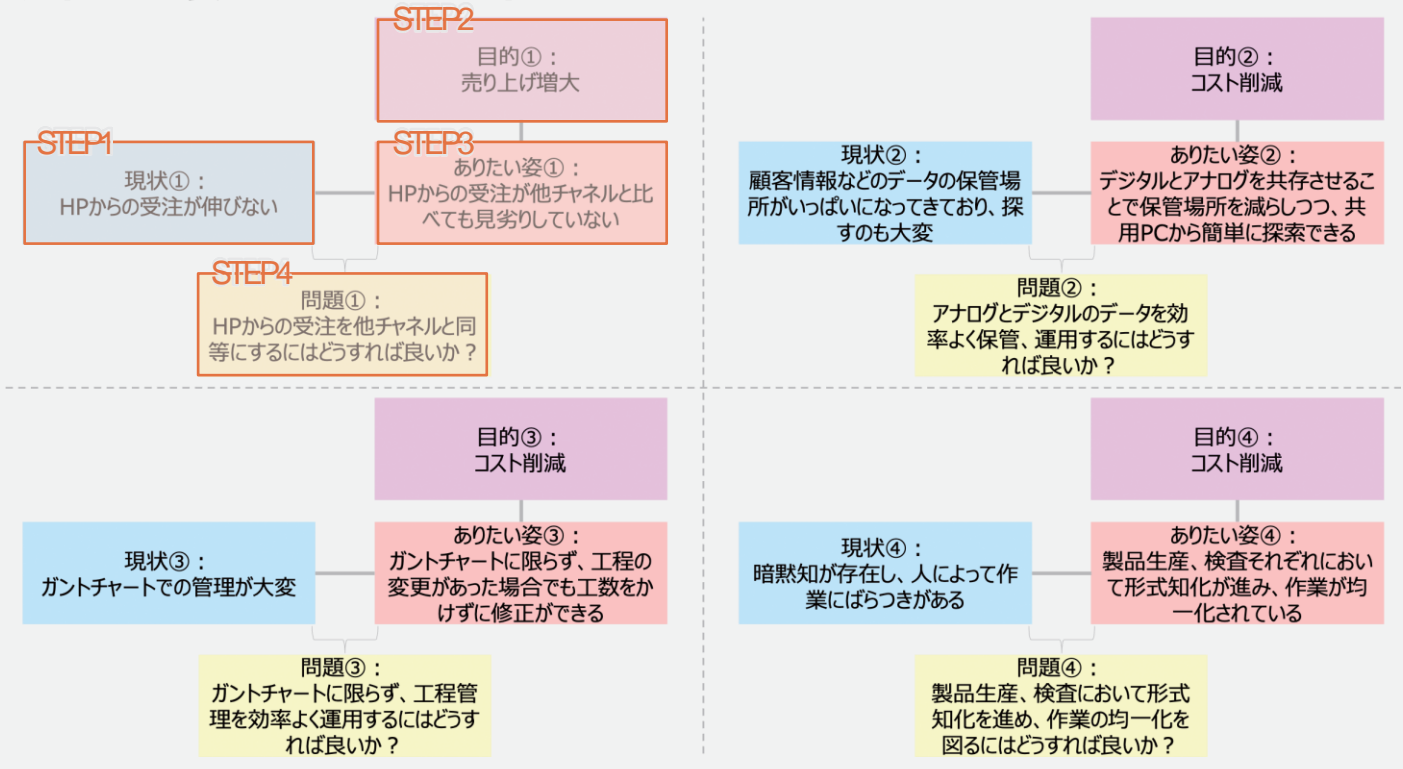 STEP2
目的①：
売り上げ増大
STEP1
現状①：
HPからの受注が伸びない
STEP3
ありたい姿①：
HPからの受注が他チャネルと比
べても見劣りしていない
STEP4
問題①：
HPからの受注を他チャネルと同
等にするにはどうすれば良いか？
目的②：
コスト削減
現状②：
顧客情報などのデータの保管場
所がいっぱいになってきており、探
すのも大変
ありたい姿②：
デジタルとアナログを共存させるこ
とで保管場所を減らしつつ、共
用PCから簡単に探索できる
問題②：
アナログとデジタルのデータを効
率よく保管、運用するにはどうす
れば良いか？
目的③：
コスト削減
現状③：
ガントチャートでの管理が大変
ありたい姿③：
ガントチャートに限らず、工程の
変更があった場合でも工数をか
けずに修正ができる
問題③：
ガントチャートに限らず、工程管
理を効率よく運用するにはどうす
れば良いか？
目的④：
コスト削減
現状④：
暗黙知が存在し、人によって作
業にばらつきがある
ありたい姿④：
製品生産、検査それぞれにおい
て形式知化が進み、作業が均
一化されている
問題④：
製品生産、検査において形式
知化を進め、作業の均一化を
図るにはどうすれば良いか？